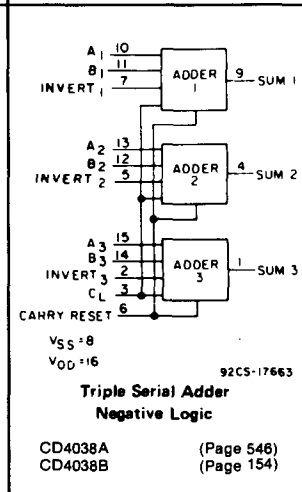 A1 10
B1 11
INVERT1 7
ADDER 1
9 SUM 1
A2 13
B2 12
INVERT2 5
ADDER 2
4 SUM 2
A3 15
B3 14
INVERT3 2
CL 3
ADDER 3
1 SUM 3
CARRY RESET 6
VSS=8
VDD=16
92CS-17663
Triple Serial Adder
Negative Logic
CD4038A (Page 546)
CD4038B (Page 154)